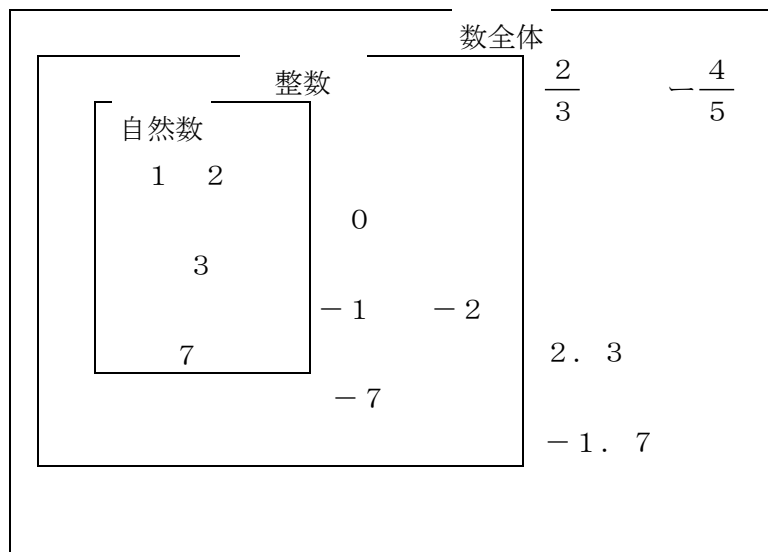 数全体
整数
２/３　－４/５
自然数
１　２
０
３
－１　－２
７　２．３
－７
－１．７